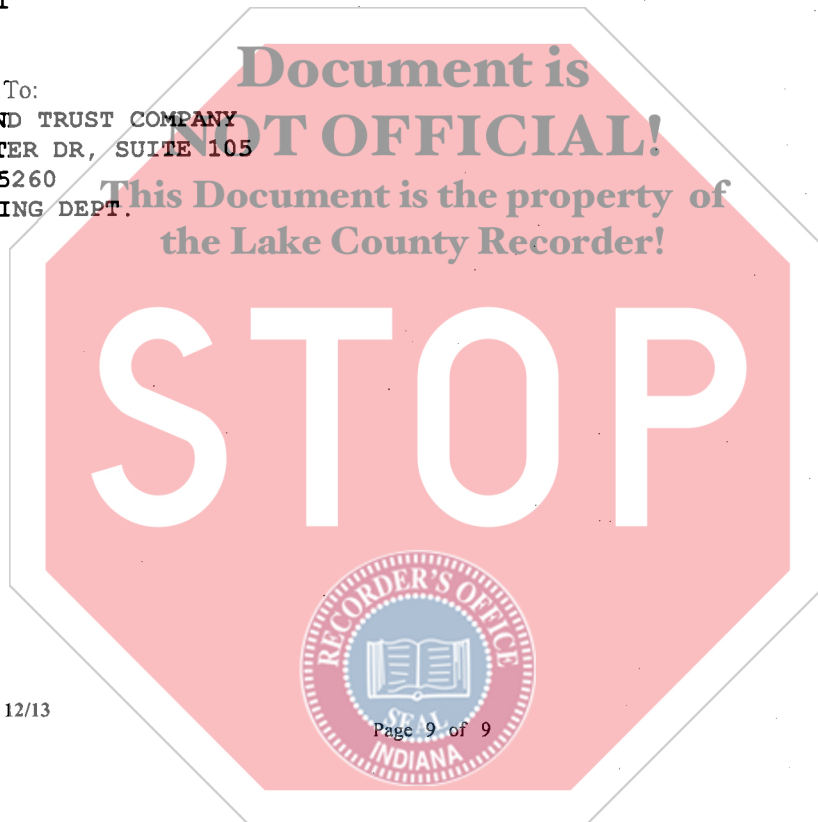 Document is
To:
ND TRUST COMPANY
NOT OFFICIAL!
TER DR, SUITE 105
5260
This Document is the property of
ING DEPT.
the Lake County Recorder!
STOP
RECORDER'S OFFICE
SEAL
INDIANA
12/13
Page 9 of 9